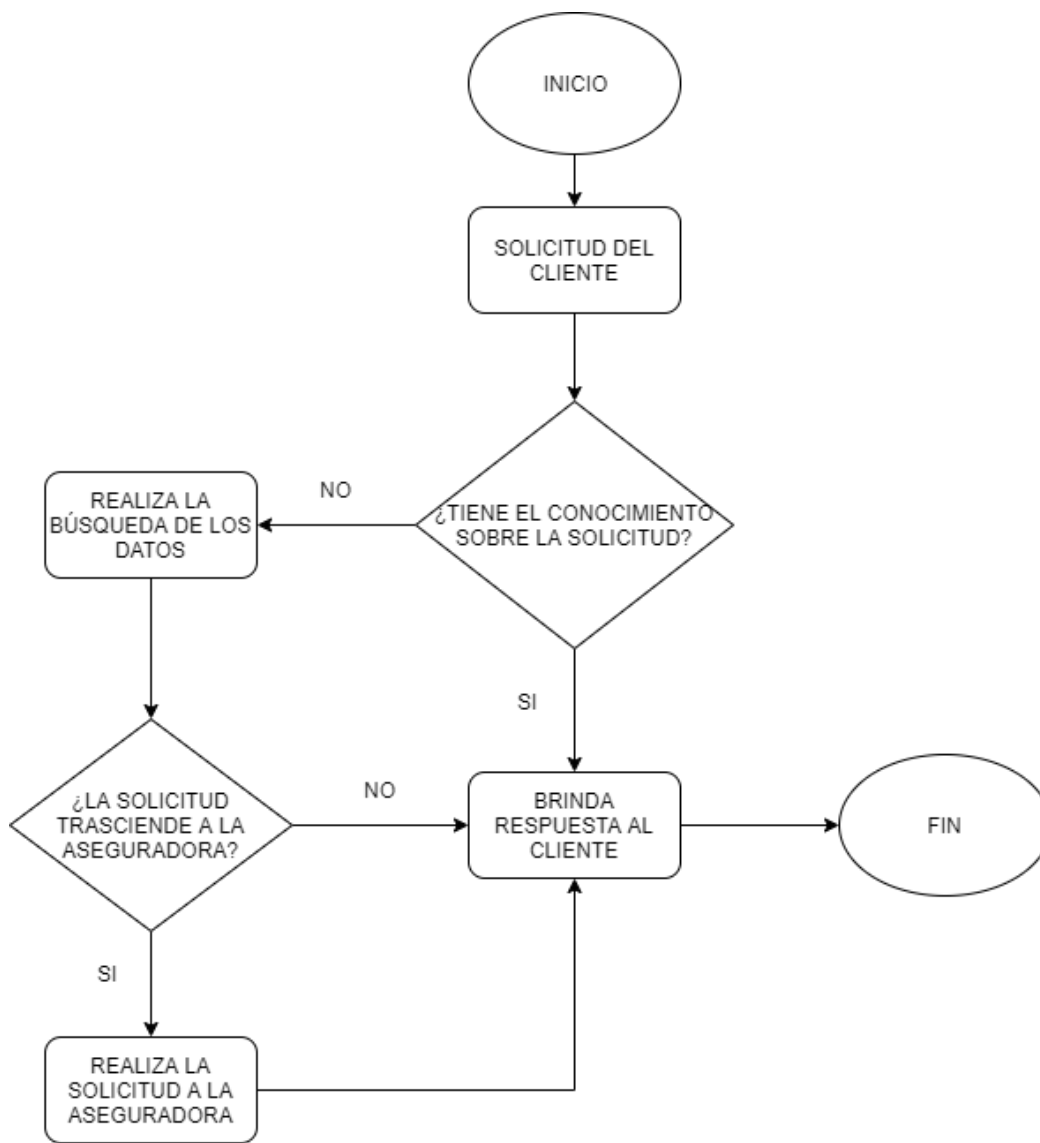 INICIO
SOLICITUD DEL
CLIENTE
¿TIENE EL CONOCIMIENTO
SOBRE LA SOLICITUD?
NO
REALIZA LA
BÚSQUEDA DE LOS
DATOS
SI
¿LA SOLICITUD
TRASCIENDE A LA
ASEGURADORA?
NO
BRINDA
RESPUESTA AL
CLIENTE
FIN
SI
REALIZA LA
SOLICITUD A LA
ASEGURADORA